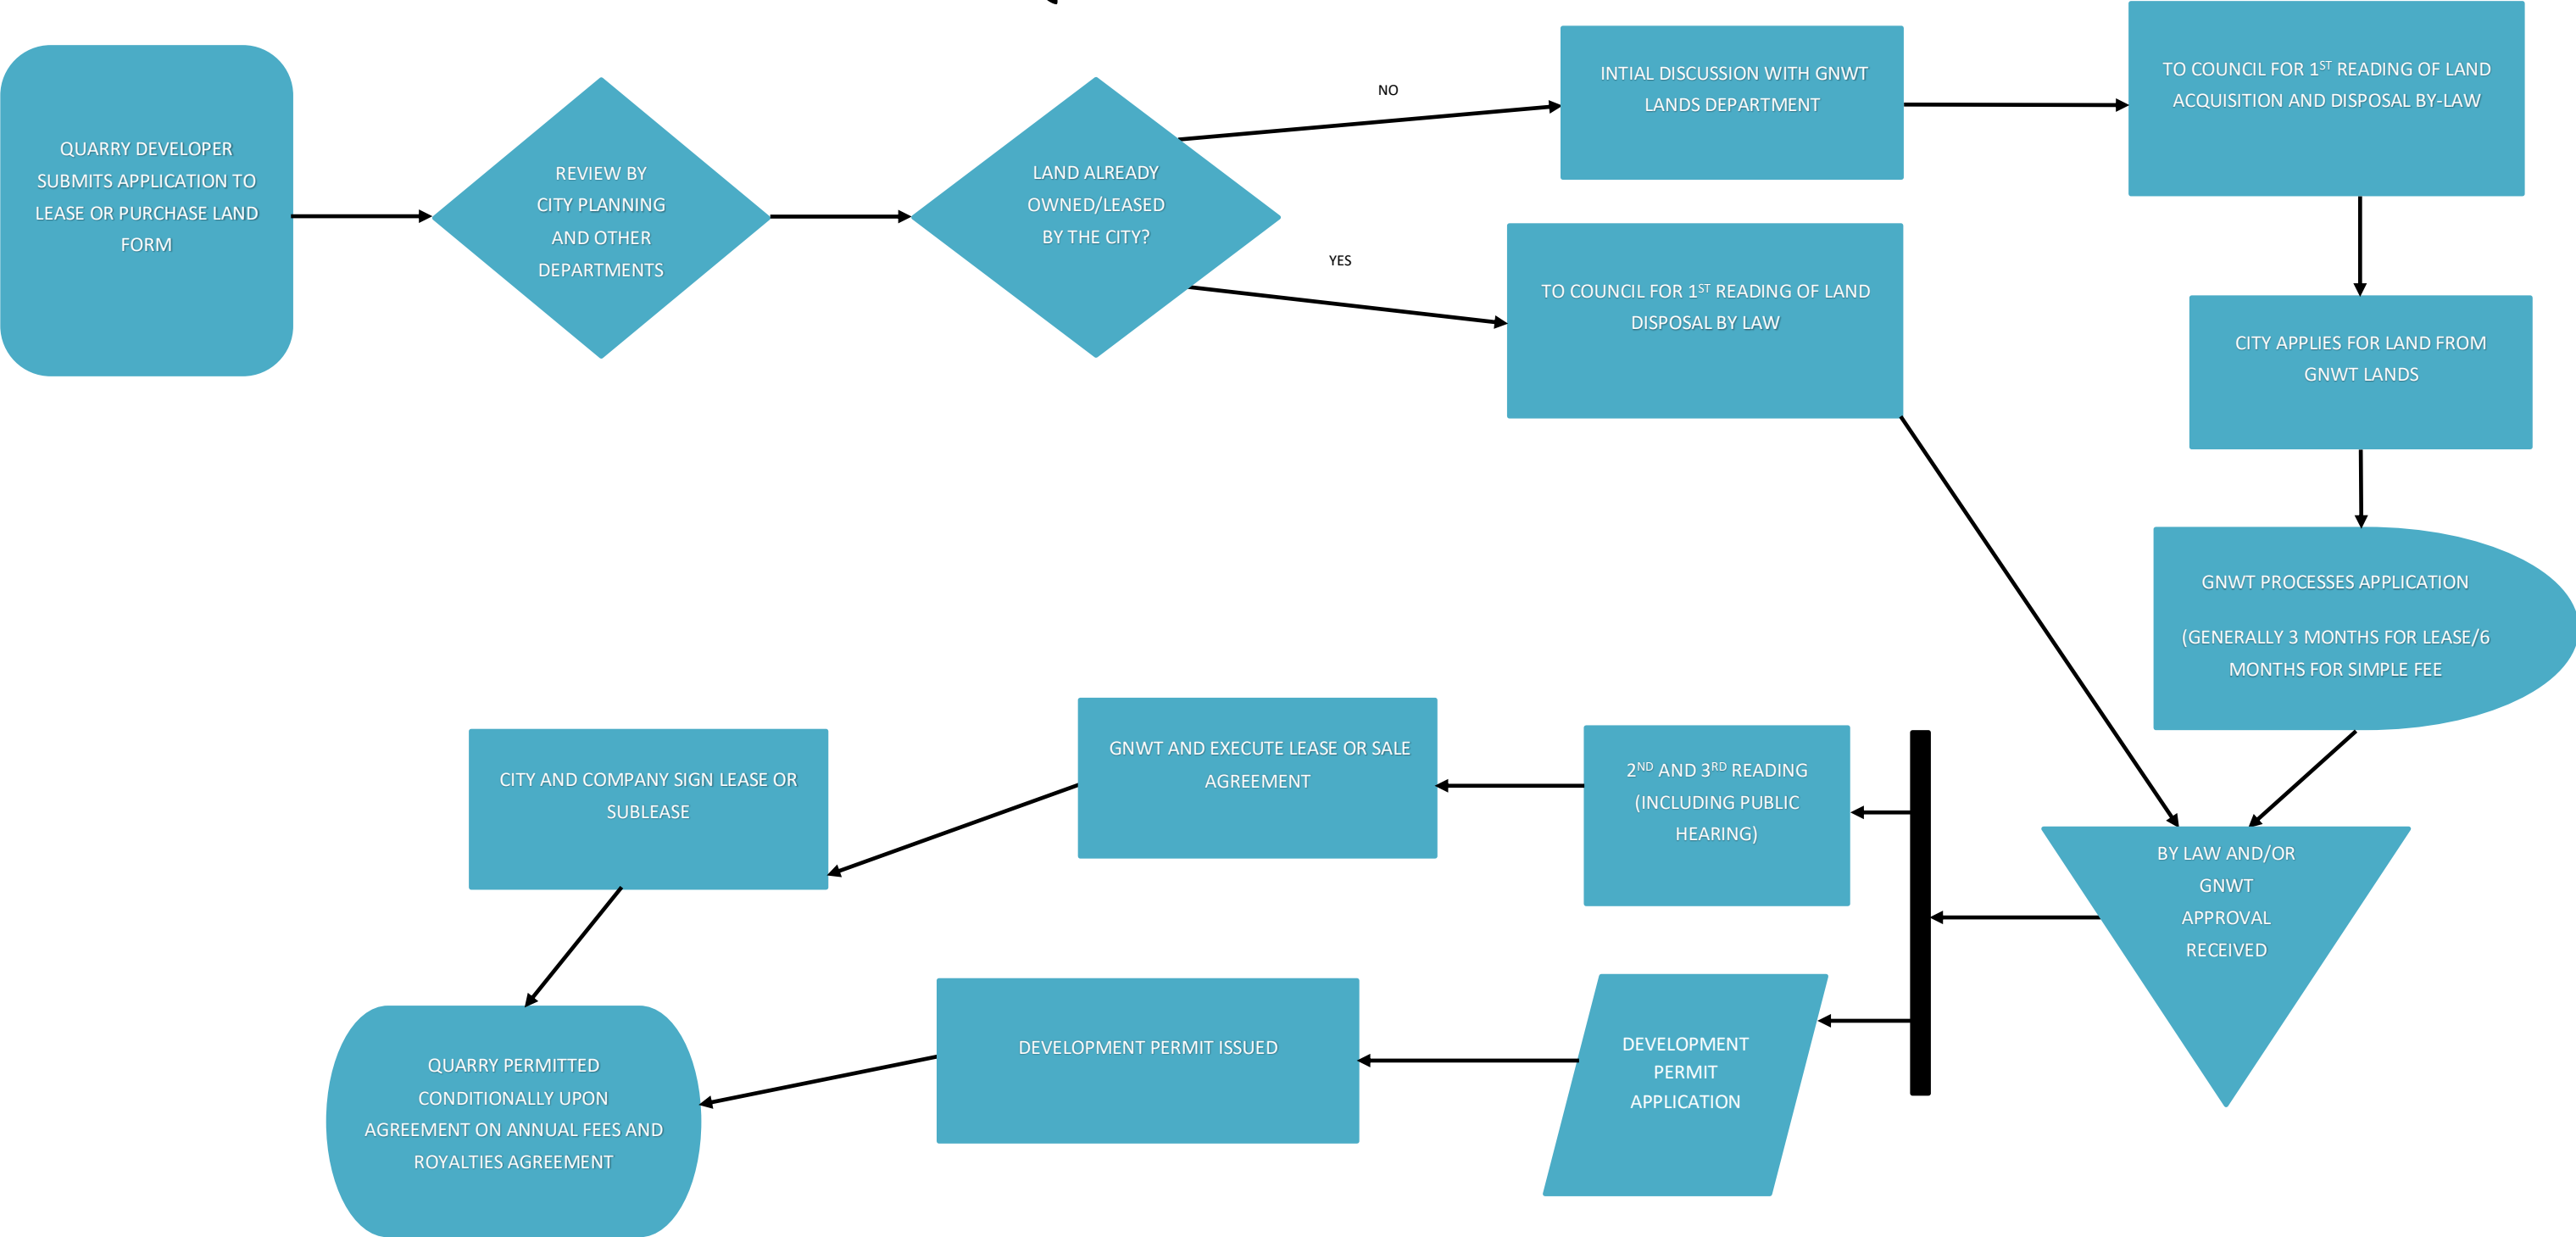 QUARRY DEVELOPER
SUBMITS APPLICATION TO
LEASE OR PURCHASE LAND
FORM
REVIEW BY
CITY PLANNING
AND OTHER
DEPARTMENTS
LAND ALREADY
OWNED/LEASED
BY THE CITY?
NO
YES
INTIAL DISCUSSION WITH GNWT
LANDS DEPARTMENT
TO COUNCIL FOR 1ST READING OF LAND
ACQUISITION AND DISPOSAL BY-LAW
TO COUNCIL FOR 1ST READING OF LAND
DISPOSAL BY LAW
CITY APPLIES FOR LAND FROM
GNWT LANDS
GNWT PROCESSES APPLICATION
(GENERALLY 3 MONTHS FOR LEASE/6
MONTHS FOR SIMPLE FEE
BY LAW AND/OR
GNWT
APPROVAL
RECEIVED
2ND AND 3RD READING
(INCLUDING PUBLIC
HEARING)
GNWT AND EXECUTE LEASE OR SALE
AGREEMENT
CITY AND COMPANY SIGN LEASE OR
SUBLEASE
DEVELOPMENT
PERMIT
APPLICATION
DEVELOPMENT PERMIT ISSUED
QUARRY PERMITTED
CONDITIONALLY UPON
AGREEMENT ON ANNUAL FEES AND
ROYALTIES AGREEMENT